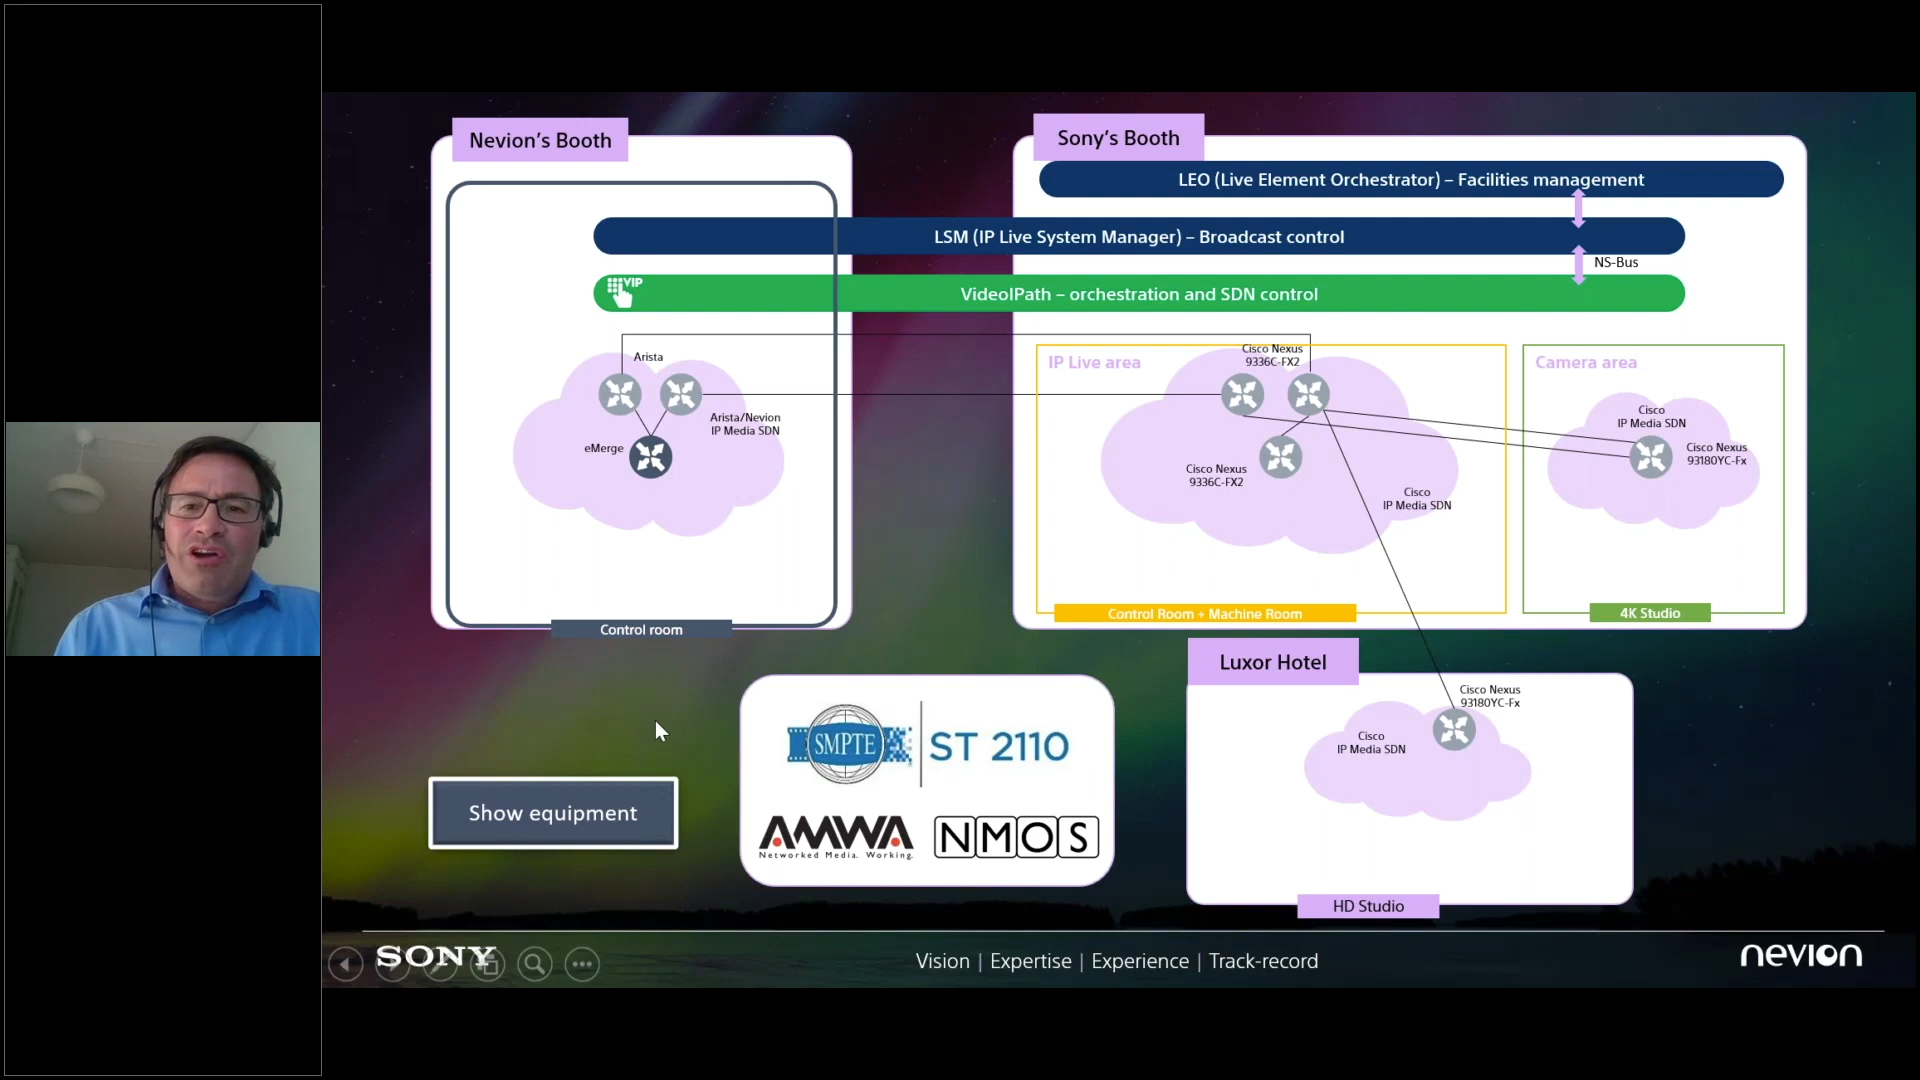 Nevion's Booth
Sony's Booth
LEO (Live Element Orchestrator) – Facilities management
LSM (IP Live System Manager) – Broadcast control
NS-Bus
VIP
VideoIPath – orchestration and SDN control
Arista
Arista/Nevion
IP Media SDN
eMerge
Control room
IP Live area
Cisco Nexus
9336C-FX2
Cisco Nexus
9336C-FX2
Cisco
IP Media SDN
Control Room + Machine Room
Camera area
Cisco
IP Media SDN
Cisco Nexus
93180YC-Fx
4K Studio
Luxor Hotel
Cisco Nexus
93180YC-Fx
Cisco
IP Media SDN
HD Studio
SMPTE
ST 2110
AMWA
Networked Media. Working.
NMOS
Show equipment
SONY
Vision | Expertise | Experience | Track-record
nevion